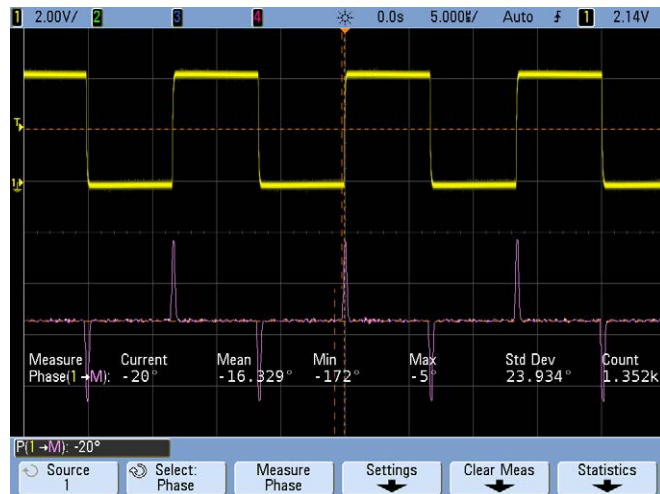 1 2.00V/ 2 3 4 0.0s 5.000㎲/ Auto 1 2.14V
T
1
Measure Current Mean Min Max Std Dev Count
Phase(1→M): -20° -16.329° -172° -5° 23.934° 1.352k
P(1→M): -20°
Source Select: Measure Settings Clear Meas Statistics
1 Phase Phase